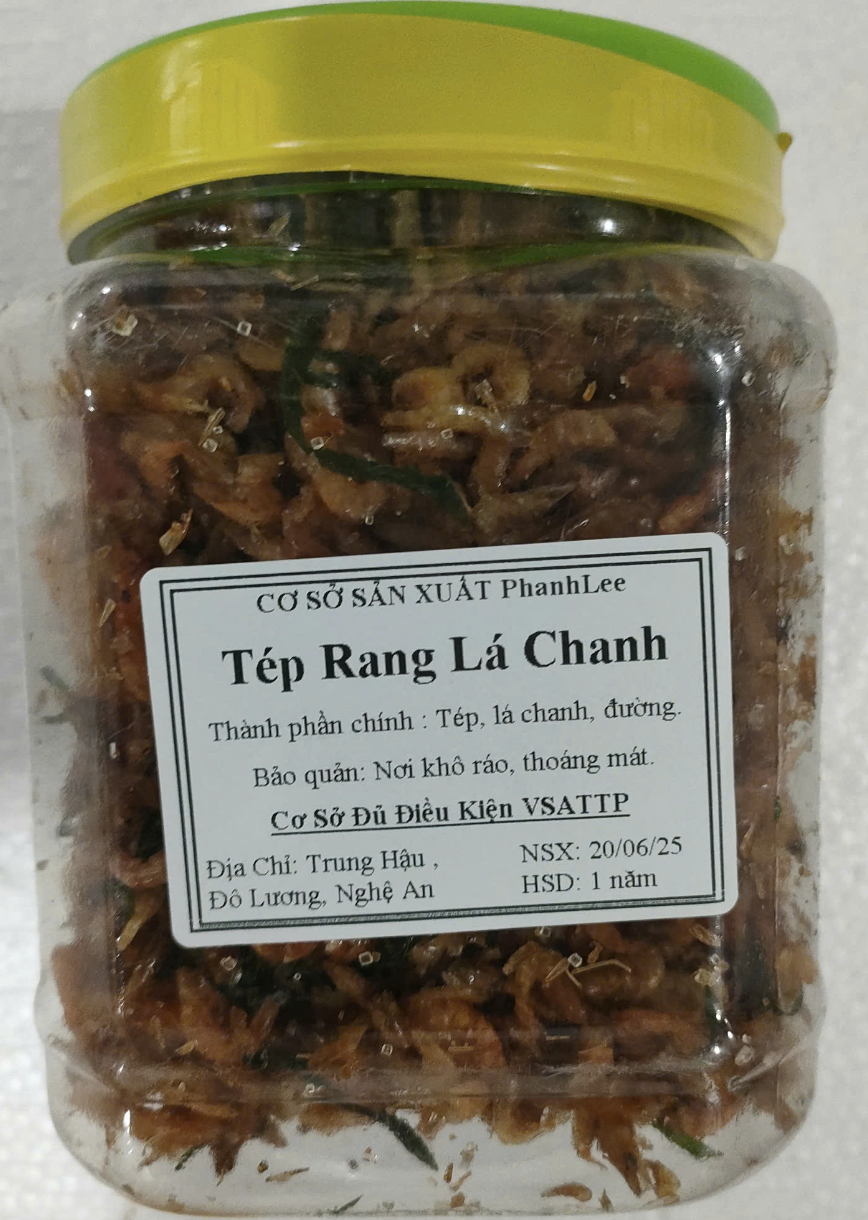 CƠ SỞ SẢN XUẤT PhanhLee
Tép Rang Lá Chanh
Thành phần chính : Tép, lá chanh, đường.
Bảo quản: Nơi khô ráo, thoáng mát.
Cơ Sở Đủ Điều Kiện VSATTP
Địa Chỉ: Trung Hậu ,
Đô Lương, Nghệ An
NSX: 20/06/25
HSD: 1 năm